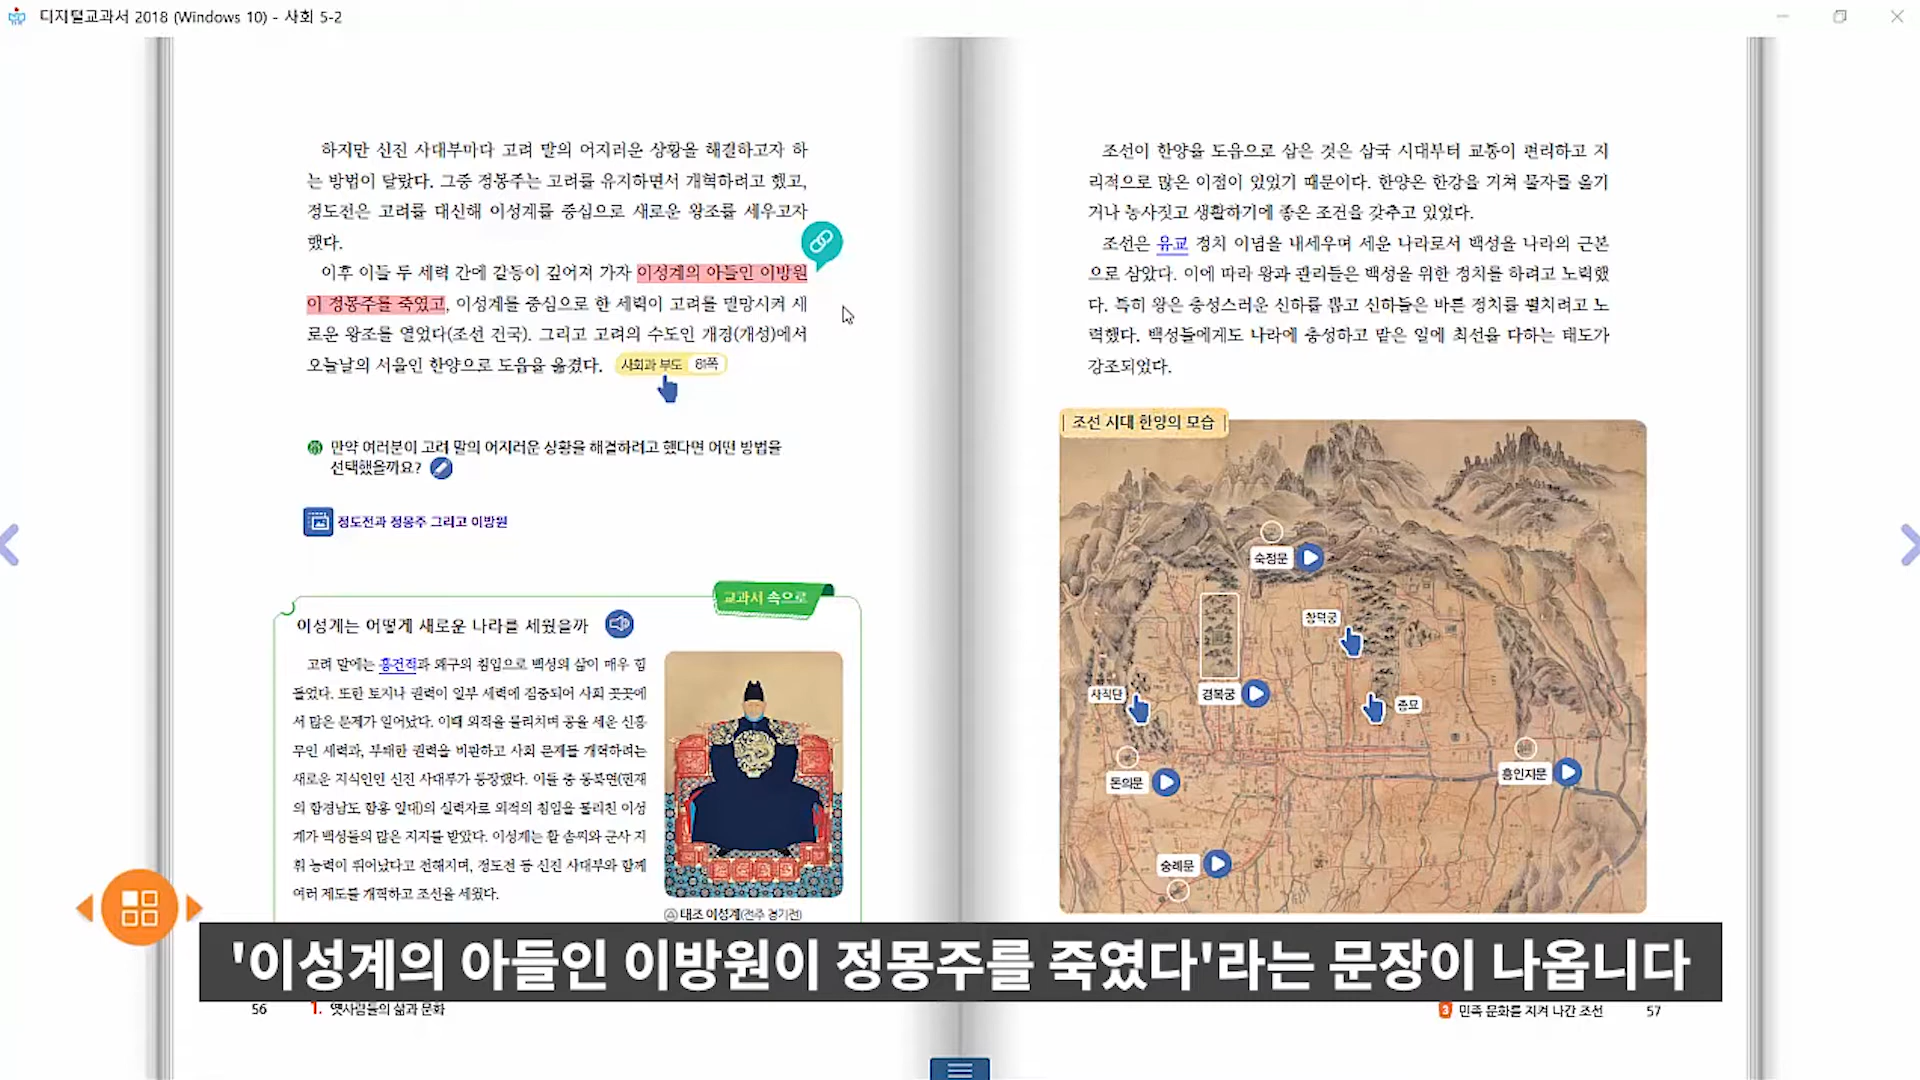 디지털교과서 2018 (Windows 10) - 사회 5-2
하지만 신진 사대부마다 고려 말의 어지러운 상황을 해결하고자 하
는 방법이 달랐다. 그중 정몽주는 고려를 유지하면서 개혁하려고 했고,
정도전은 고려를 대신해 이성계를 중심으로 새로운 왕조를 세우고자
했다.
이후 이들 두 세력 간에 갈등이 깊어져 가자 이성계의 아들인 이방원
이 정몽주를 죽였고, 이성계를 중심으로 한 세력이 고려를 멸망시켜 새
로운 왕조를 열었다(조선 건국). 그리고 고려의 수도인 개경(개성)에서
오늘날의 서울인 한양으로 도읍을 옮겼다. 사회과 부도 81쪽
만약 여러분이 고려 말의 어지러운 상황을 해결하려고 했다면 어떤 방법을
선택했을까요?
정도전과 정몽주 그리고 이방원
교과서 속으로
이성계는 어떻게 새로운 나라를 세웠을까
고려 말에는 홍건적과 왜구의 침입으로 백성의 삶이 매우 힘
들었다. 또한 토지나 권력이 일부 세력에 집중되어 사회 곳곳에
서 많은 문제가 일어났다. 이때 외적을 물리치며 공을 세운 신흥
무인 세력과, 부패한 권력을 비판하고 사회 문제를 개혁하려는
새로운 지식인인 신진 사대부가 등장했다. 이들 중 동북면(현재
의 함경남도 함흥 일대)의 실력자로 외적의 침입을 물리친 이성
계가 백성들의 많은 지지를 받았다. 이성계는 활 솜씨와 군사 지
휘 능력이 뛰어났다고 전해지며, 정도전 등 신진 사대부와 함께
여러 제도를 개혁하고 조선을 세웠다.
태조 이성계(전주 경기전)
56 1. 옛사람들의 삶과 문화
조선이 한양을 도읍으로 삼은 것은 삼국 시대부터 교통이 편리하고 지
리적으로 많은 이점이 있었기 때문이다. 한양은 한강을 거쳐 물자를 옮기
거나 농사짓고 생활하기에 좋은 조건을 갖추고 있었다.
조선은 유교 정치 이념을 내세우며 세운 나라로서 백성을 나라의 근본
으로 삼았다. 이에 따라 왕과 관리들은 백성을 위한 정치를 하려고 노력했
다. 특히 왕은 충성스러운 신하를 뽑고 신하들은 바른 정치를 펼치려고 노
력했다. 백성들에게도 나라에 충성하고 맡은 일에 최선을 다하는 태도가
강조되었다.
조선 시대 한양의 모습
숙정문
창덕궁
사직단
경복궁
종묘
돈의문
흥인지문
숭례문
'이성계의 아들인 이방원이 정몽주를 죽였다'라는 문장이 나옵니다
3 민족 문화를 지켜 나간 조선 57